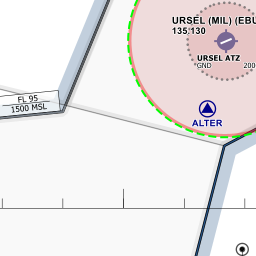 URSEL (MIL) (EBU
135.130
URSEL ATZ
GND
200
ALTER
FL 95
1500 MSL